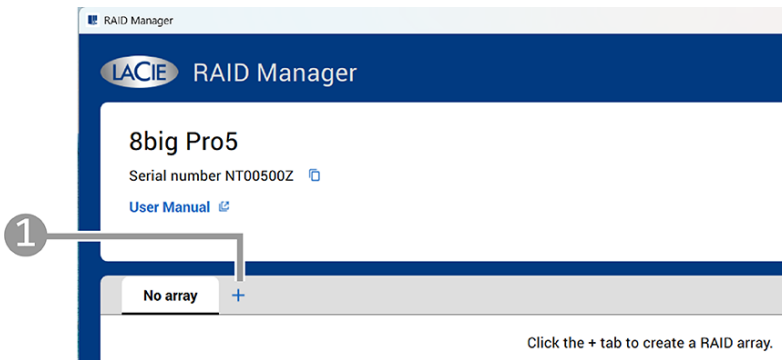 RAID Manager
LACIE RAID Manager
8big Pro5
Serial number NT00500Z
User Manual
1
No array +
Click the + tab to create a RAID array.